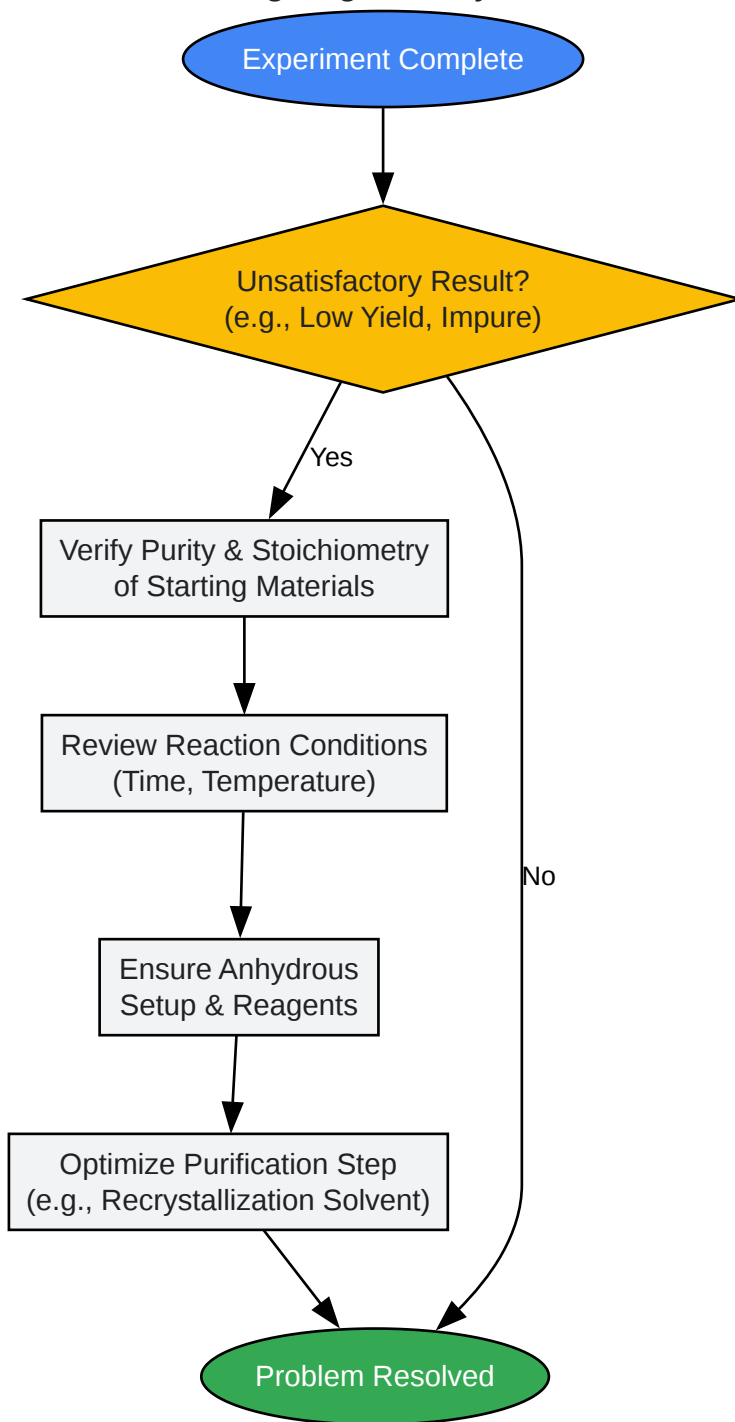 Experiment Complete
Unsatisfactory Result?
(e.g., Low Yield, Impure)
Yes
Verify Purity & Stoichiometry
of Starting Materials
Review Reaction Conditions
(Time, Temperature)
No
Ensure Anhydrous
Setup & Reagents
Optimize Purification Step
(e.g., Recrystallization Solvent)
Problem Resolved